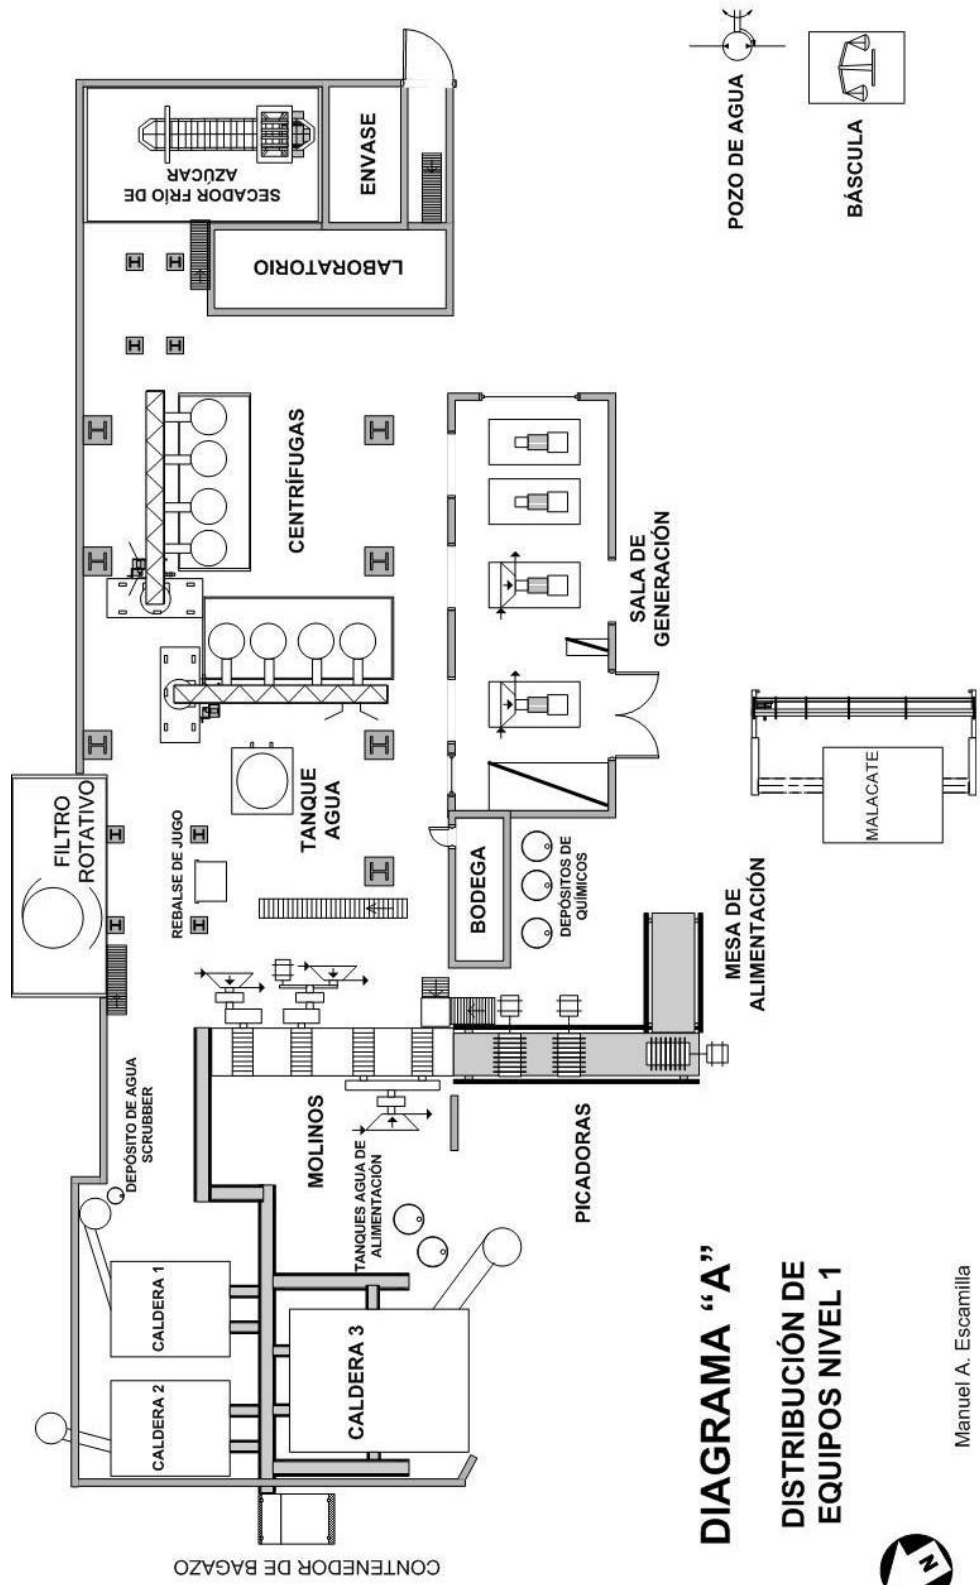 DIAGRAMA “A”
DISTRIBUCIÓN DE
EQUIPOS NIVEL 1
Manuel A. Escamilla
N
CONTENEDOR DE BAGAZO
CALDERA 2
CALDERA 1
CALDERA 3
DEPÓSITO DE AGUA
SCRUBBER
TANQUES AGUA DE
ALIMENTACIÓN
MOLINOS
PICADORAS
FILTRO
ROTATIVO
REBALSE DE JUGO
TANQUE
AGUA
BODEGA
DEPÓSITOS DE
QUÍMICOS
MESA DE
ALIMENTACIÓN
MALACATE
CENTRÍFUGAS
SALA DE
GENERACIÓN
LABORATORIO
SECADOR FRÍO DE
AZÚCAR
ENVASE
POZO DE AGUA
BÁSCULA